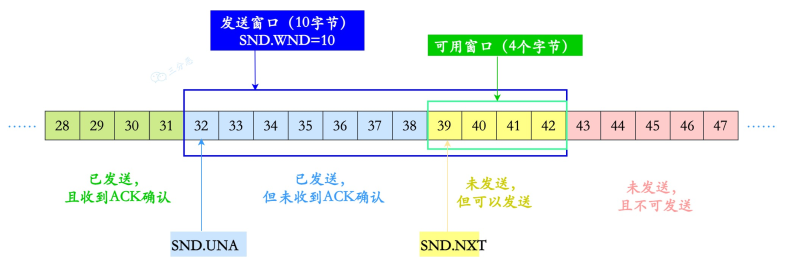 发送窗口（10字节）
SND.WND=10
可用窗口（4个字节）
三分恶
······ 28 29 30 31 32 33 34 35 36 37 38 39 40 41 42 43 44 45 46 47 ······
已发送，
且收到ACK确认
已发送，
但未收到ACK确认
未发送，
但可以发送
未发送，
且不可发送
SND.UNA
SND.NXT